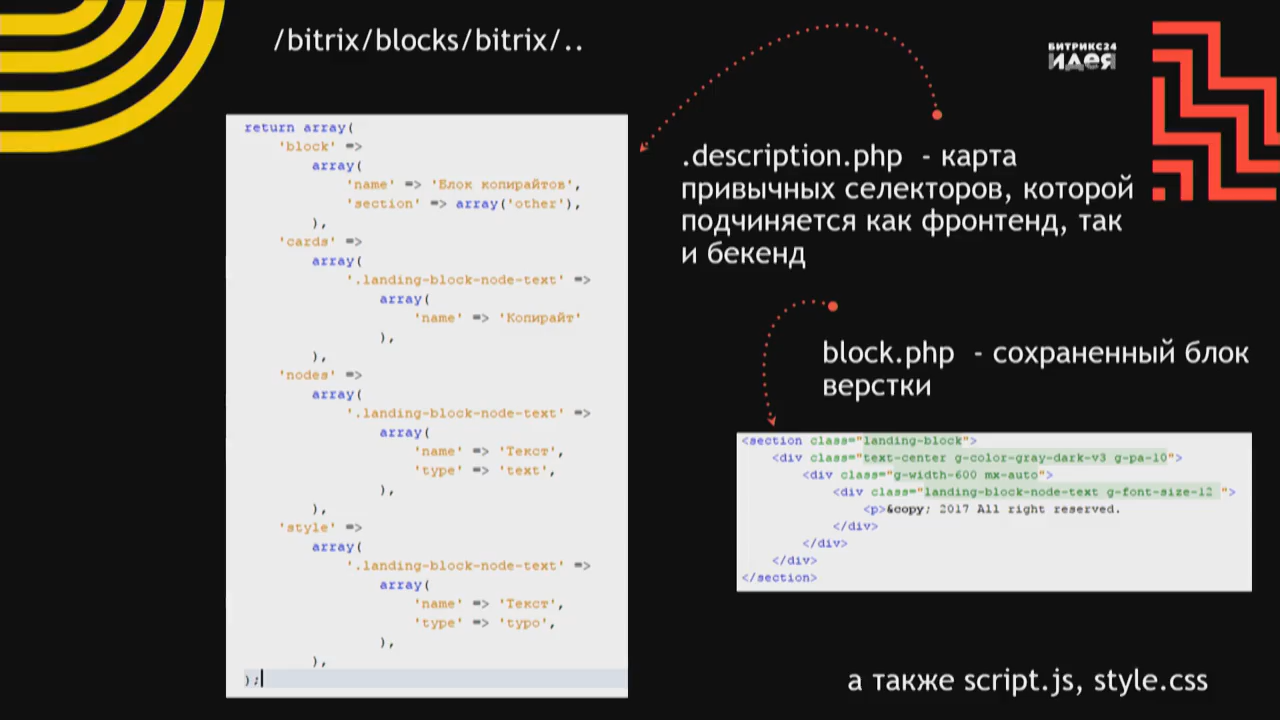 /bitrix/blocks/bitrix/..
БИТРИКС24
идея
return array(
'block' =>
array(
'name' => 'Блок копирайтов',
'section' => array('other'),
),
'cards' =>
array(
'.landing-block-node-text' =>
array(
'name' => 'Копирайт'
),
),
'nodes' =>
array(
'.landing-block-node-text' =>
array(
'name' => 'Текст',
'type' => 'text',
),
),
'style' =>
array(
'.landing-block-node-text' =>
array(
'name' => 'Текст',
'type' => 'typo',
),
),
);
.description.php - карта
привычных селекторов, которой
подчиняется как фронтенд, так
и бекенд
block.php - сохраненный блок
верстки
<section class="landing-block">
<div class="text-center g-color-gray-dark-v3 g-pa-10">
<div class="g-width-600 mx-auto">
<div class="landing-block-node-text g-font-size-12 ">
<p>&copy; 2017 All right reserved.
</div>
</div>
</div>
</section>
а также script.js, style.css